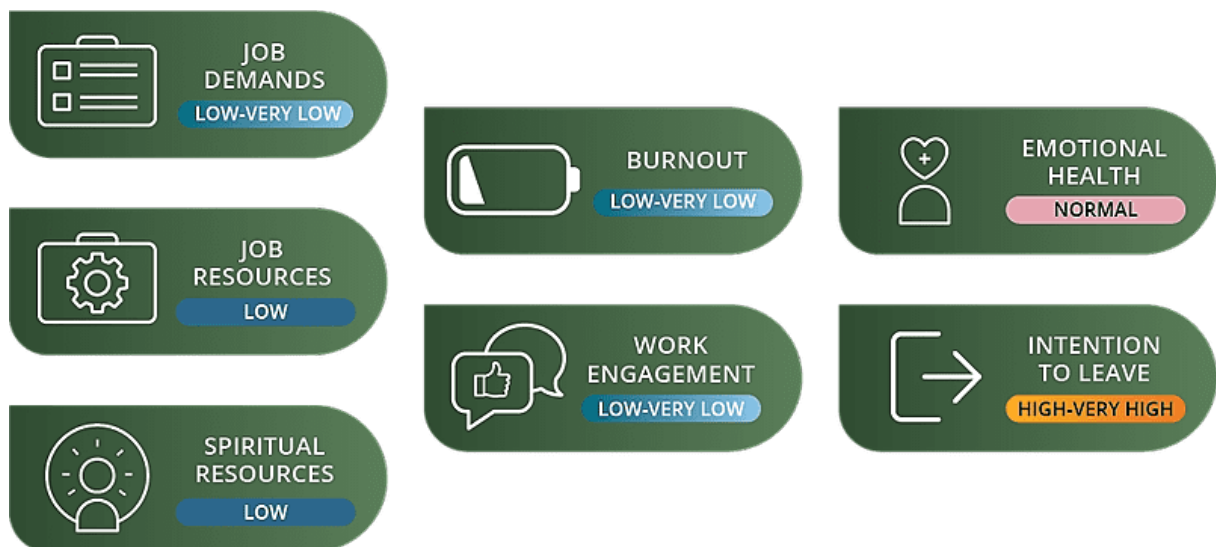 JOB
DEMANDS
LOW-VERY LOW
JOB
RESOURCES
LOW
SPIRITUAL
RESOURCES
LOW
BURNOUT
LOW-VERY LOW
WORK
ENGAGEMENT
LOW-VERY LOW
EMOTIONAL
HEALTH
NORMAL
INTENTION
TO LEAVE
HIGH-VERY HIGH